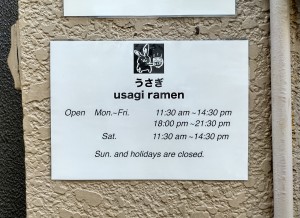 うさぎ
usagi ramen
Open Mon.~Fri. 11:30 am~14:30 pm
18:00 pm~21:30 pm
Sat. 11:30 am~14:30 pm
Sun. and holidays are closed.